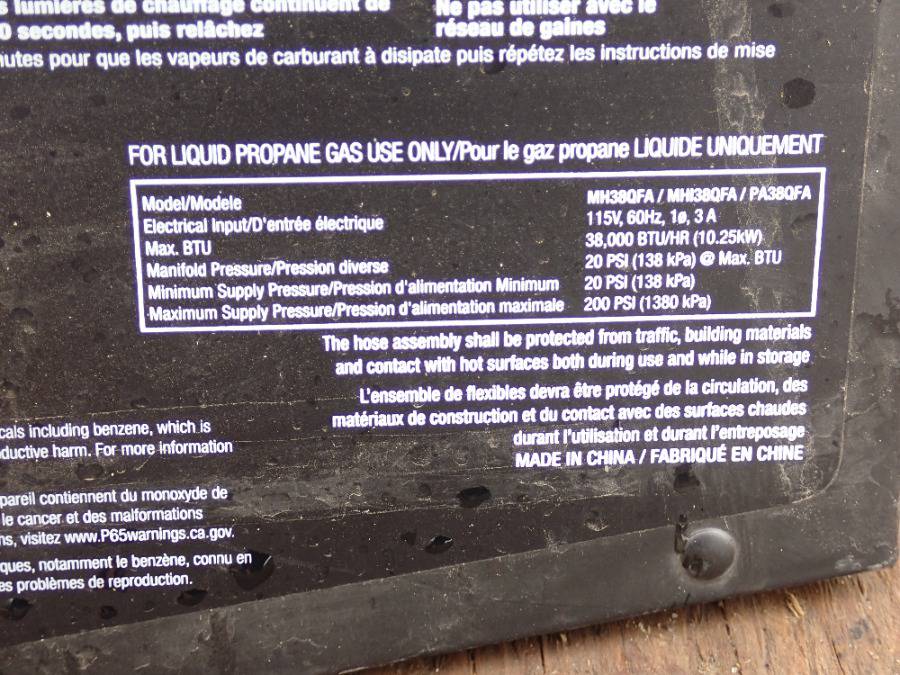 s lumières de chauffage continuent de
0 secondes, puis relâchez
Ne pas utiliser avec le
réseau de gaines
nutes pour que les vapeurs de carburant à disipate puis répétez les instructions de mise
FOR LIQUID PROPANE GAS USE ONLY/Pour le gaz propane LIQUIDE UNIQUEMENT
Model/Modele MH38QFA / MHI38QFA / PA38QFA
Electrical Input/D'entrée électrique 115V, 60Hz, 1ø, 3 A
Max. BTU 38,000 BTU/HR (10.25kW)
Manifold Pressure/Pression diverse 20 PSI (138 kPa) @ Max. BTU
Minimum Supply Pressure/Pression d'alimentation Minimum 20 PSI (138 kPa)
Maximum Supply Pressure/Pression d'alimentation maximale 200 PSI (1380 kPa)
The hose assembly shall be protected from traffic, building materials
and contact with hot surfaces both during use and while in storage
L'ensemble de flexibles devra être protégé de la circulation, des
matériaux de construction et du contact avec des surfaces chaudes
durant l'utilisation et durant l'entreposage
MADE IN CHINA / FABRIQUÉ EN CHINE
cals including benzene, which is
oductive harm. For more information
pareil contiennent du monoxyde de
le cancer et des malformations
ns, visitez www.P65warnings.ca.gov.
ques, notamment le benzène, connu en
es problèmes de reproduction.